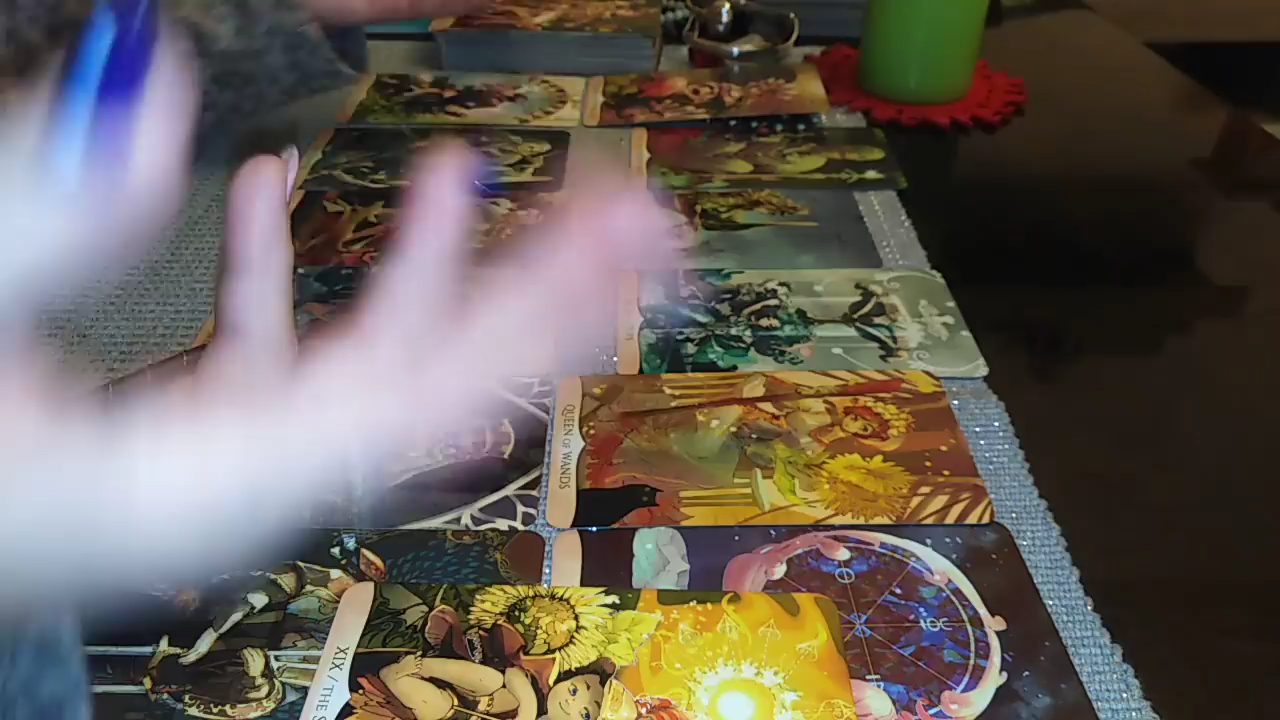 QUEEN OF WANDS
XIX / THE S